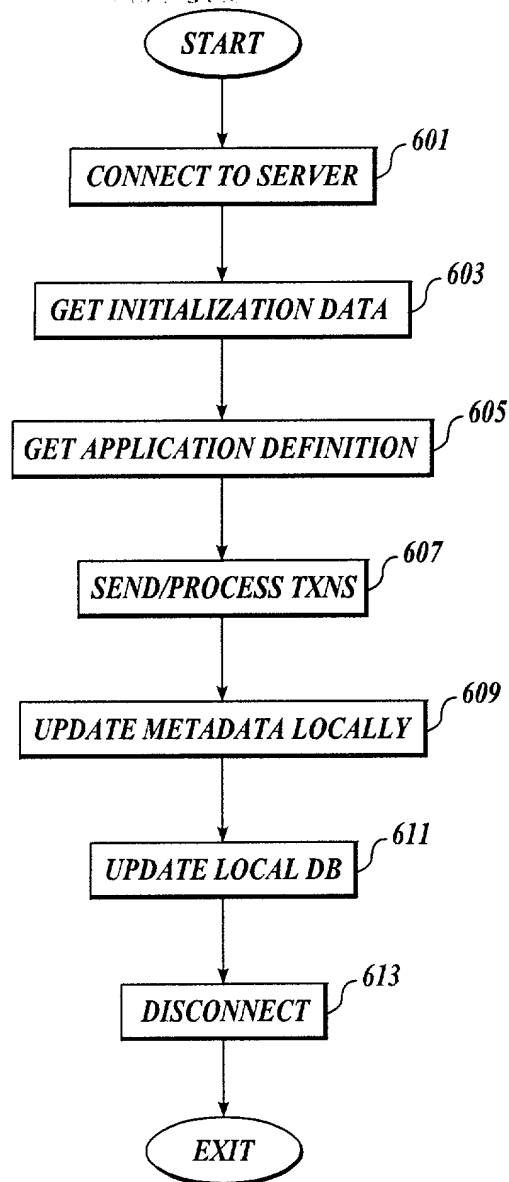 START
601
CONNECT TO SERVER
603
GET INITIALIZATION DATA
605
GET APPLICATION DEFINITION
607
SEND/PROCESS TXNS
609
UPDATE METADATA LOCALLY
611
UPDATE LOCAL DB
613
DISCONNECT
EXIT